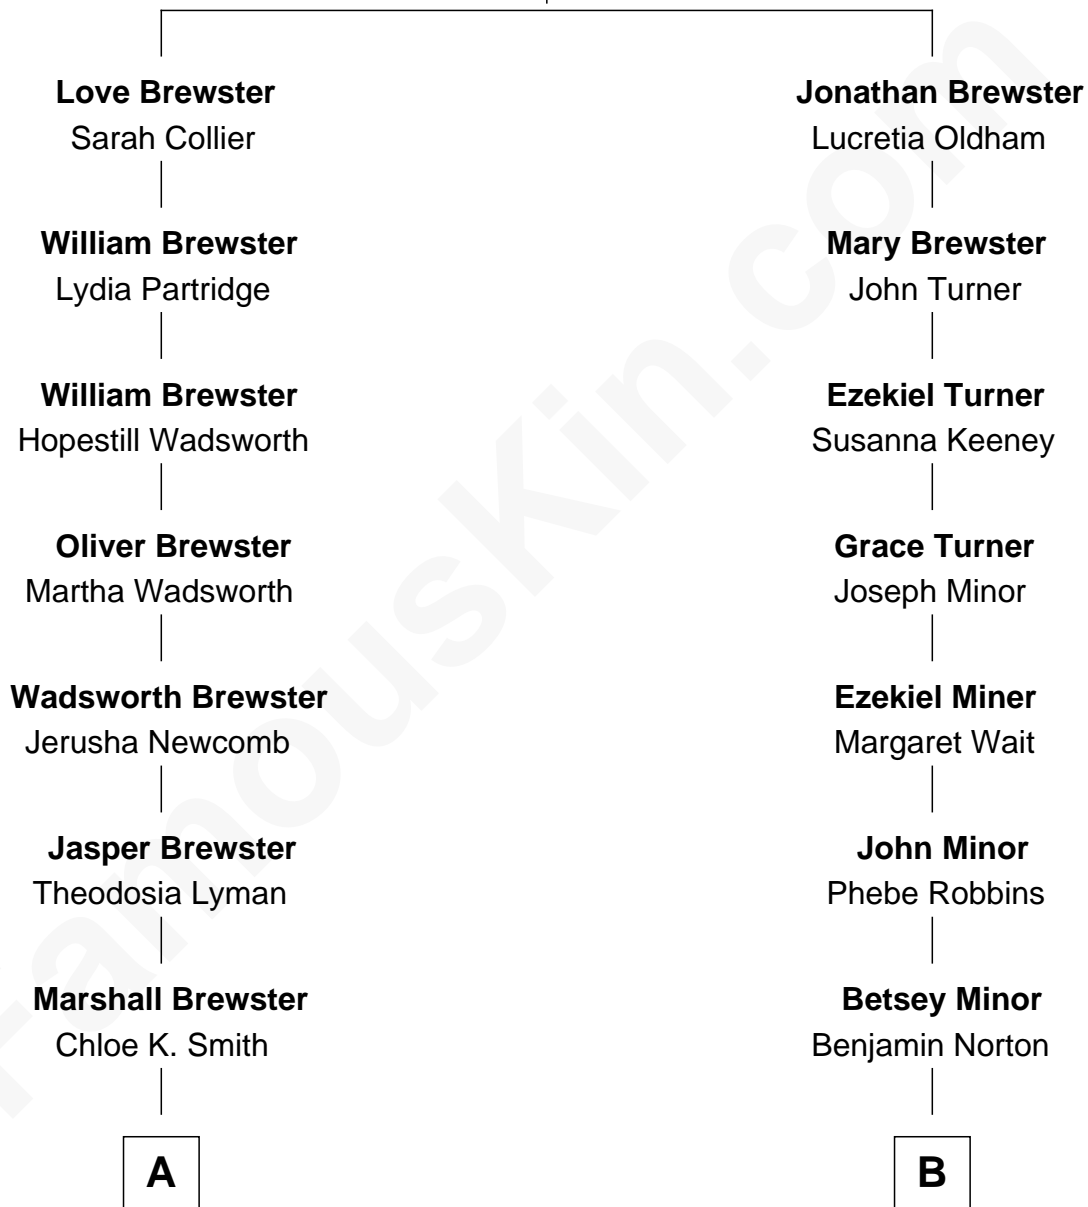 Love Brewster
Sarah Collier
William Brewster
Lydia Partridge
William Brewster
Hopestill Wadsworth
Oliver Brewster
Martha Wadsworth
Wadsworth Brewster
Jerusha Newcomb
Jasper Brewster
Theodosia Lyman
Marshall Brewster
Chloe K. Smith
A
Jonathan Brewster
Lucretia Oldham
Mary Brewster
John Turner
Ezekiel Turner
Susanna Keeney
Grace Turner
Joseph Minor
Ezekiel Miner
Margaret Wait
John Minor
Phebe Robbins
Betsey Minor
Benjamin Norton
B
FamousKin.com